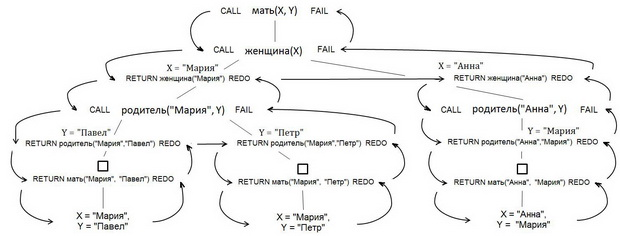 CALL мать(X, Y) FAIL
CALL женщина(X) FAIL
X = "Мария" X = "Анна"
RETURN женщина("Мария") REDO RETURN женщина("Анна") REDO
CALL родитель("Мария", Y) FAIL CALL родитель("Анна", Y) FAIL
Y = "Павел" Y = "Петр" Y = "Мария"
RETURN родитель("Мария","Павел") REDO RETURN родитель("Мария","Петр") REDO RETURN родитель("Анна","Мария") REDO
RETURN мать("Мария", "Павел") REDO RETURN мать("Мария", "Петр") REDO RETURN мать("Анна", "Мария") REDO
X = "Мария", X = "Мария", X = "Анна",
Y = "Павел" Y = "Петр" Y = "Мария"